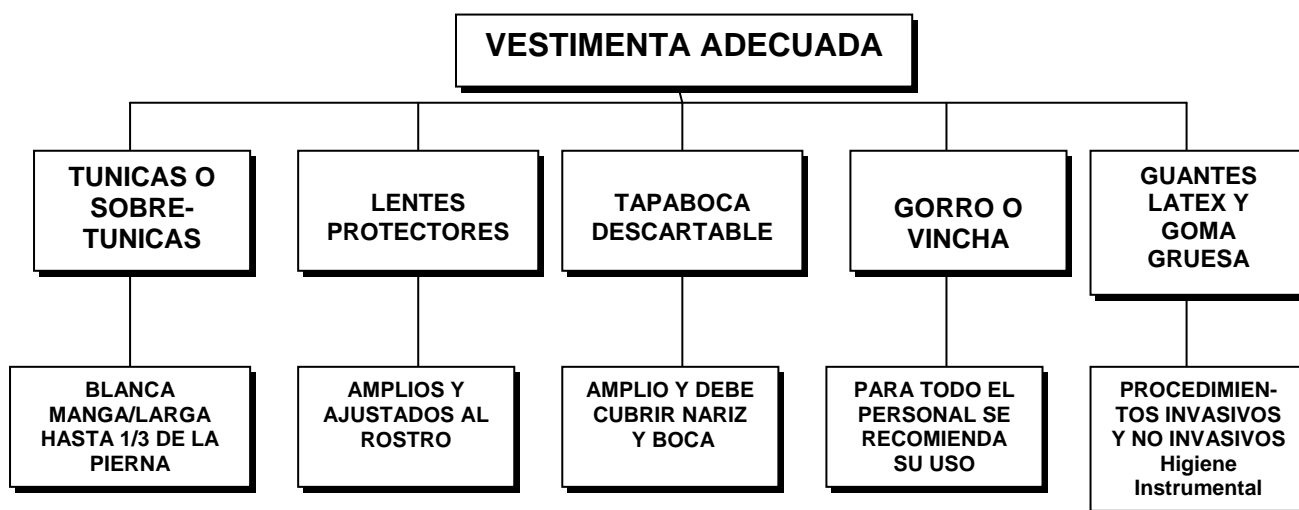 VESTIMENTA ADECUADA
TUNICAS O
SOBRE-
TUNICAS
LENTES
PROTECTORES
TAPABOCA
DESCARTABLE
GORRO O
VINCHA
GUANTES
LATEX Y
GOMA
GRUESA
BLANCA
MANGA/LARGA
HASTA 1/3 DE LA
PIERNA
AMPLIOS Y
AJUSTADOS AL
ROSTRO
AMPLIO Y DEBE
CUBRIR NARIZ
Y BOCA
PARA TODO EL
PERSONAL SE
RECOMIENDA
SU USO
PROCEDIMIEN-
TOS INVASIVOS
Y NO INVASIVOS
Higiene
Instrumental